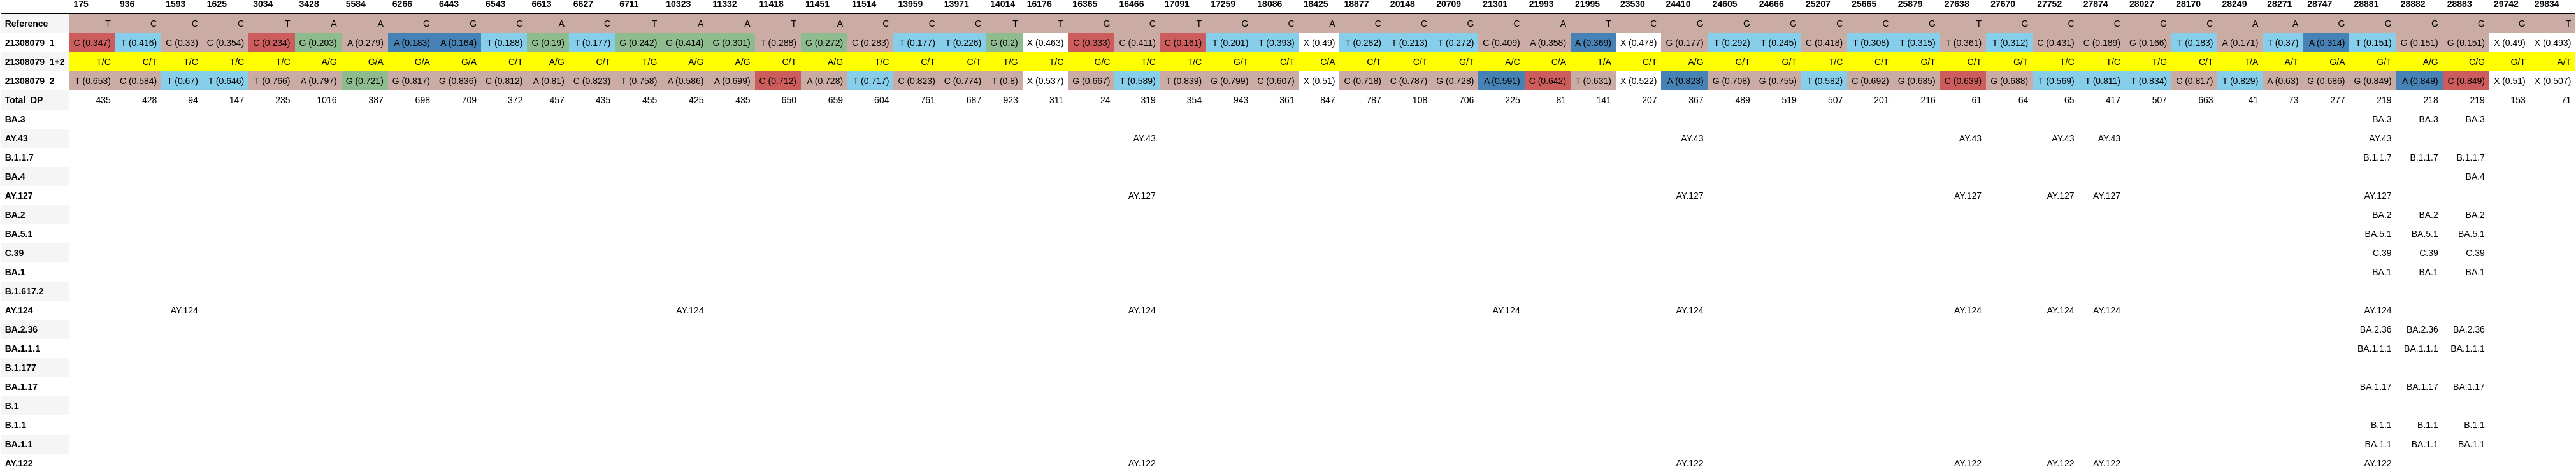 175 936 1593 1625 3034 3428 5584 6266 6443 6543 6613 6627 6711 10323 11332 11418 11451 11514 13959 13971 14014 16176 16365 16466 17091 17259 18086 18425 18877 20148 20709 21301 21993 21995 23530 24410 24605 24666 25207 25665 25879 27638 27670 27752 27874 28027 28170 28249 28271 28747 28881 28882 28883 29742 29834
Reference T C C C T A A G G C A C T A A T A C C C T T G C T G C A C C G C A T C G G G C C G T G C C G C A A G G G G G T
21308079_1 C (0.347) T (0.416) C (0.33) C (0.354) C (0.234) G (0.203) A (0.279) A (0.183) A (0.164) T (0.188) G (0.19) T (0.177) G (0.242) G (0.414) G (0.301) T (0.288) G (0.272) C (0.283) T (0.177) T (0.226) G (0.2) X (0.463) C (0.333) C (0.411) C (0.161) T (0.201) T (0.393) X (0.49) T (0.282) T (0.213) T (0.272) C (0.409) A (0.358) A (0.369) X (0.478) G (0.177) T (0.292) T (0.245) C (0.418) T (0.308) T (0.315) T (0.361) T (0.312) C (0.431) C (0.189) G (0.166) T (0.183) A (0.171) T (0.37) A (0.314) T (0.151) G (0.151) G (0.151) X (0.49) X (0.493)
21308079_1+2 T/C C/T T/C T/C T/C A/G G/A G/A G/A C/T A/G C/T T/G A/G A/G C/T A/G T/C C/T C/T T/G T/C G/C T/C T/C G/T C/T C/A C/T C/T G/T A/C C/A T/A C/T A/G G/T G/T T/C C/T G/T C/T G/T T/C T/C T/G C/T T/A A/T G/A G/T A/G C/G G/T A/T
21308079_2 T (0.653) C (0.584) T (0.67) T (0.646) T (0.766) A (0.797) G (0.721) G (0.817) G (0.836) C (0.812) A (0.81) C (0.823) T (0.758) A (0.586) A (0.699) C (0.712) A (0.728) T (0.717) C (0.823) C (0.774) T (0.8) X (0.537) G (0.667) T (0.589) T (0.839) G (0.799) C (0.607) X (0.51) C (0.718) C (0.787) G (0.728) A (0.591) C (0.642) T (0.631) X (0.522) A (0.823) G (0.708) G (0.755) T (0.582) C (0.692) G (0.685) C (0.639) G (0.688) T (0.569) T (0.811) T (0.834) C (0.817) T (0.829) A (0.63) G (0.686) G (0.849) A (0.849) C (0.849) X (0.51) X (0.507)
Total_DP 435 428 94 147 235 1016 387 698 709 372 457 435 455 425 435 650 659 604 761 687 923 311 24 319 354 943 361 847 787 108 706 225 81 141 207 367 489 519 507 201 216 61 64 65 417 507 663 41 73 277 219 218 219 153 71
BA.3 BA.3 BA.3 BA.3
AY.43 AY.43 AY.43 AY.43 AY.43 AY.43 AY.43
B.1.1.7 B.1.1.7 B.1.1.7 B.1.1.7
BA.4 BA.4
AY.127 AY.127 AY.127 AY.127 AY.127 AY.127 AY.127
BA.2 BA.2 BA.2 BA.2
BA.5.1 BA.5.1 BA.5.1 BA.5.1
C.39 C.39 C.39 C.39
BA.1 BA.1 BA.1 BA.1
B.1.617.2
AY.124 AY.124 AY.124 AY.124 AY.124 AY.124 AY.124 AY.124 AY.124 AY.124
BA.2.36 BA.2.36 BA.2.36 BA.2.36
BA.1.1.1 BA.1.1.1 BA.1.1.1 BA.1.1.1
B.1.177
BA.1.17 BA.1.17 BA.1.17 BA.1.17
B.1
B.1.1 B.1.1 B.1.1 B.1.1
BA.1.1 BA.1.1 BA.1.1 BA.1.1
AY.122 AY.122 AY.122 AY.122 AY.122 AY.122 AY.122